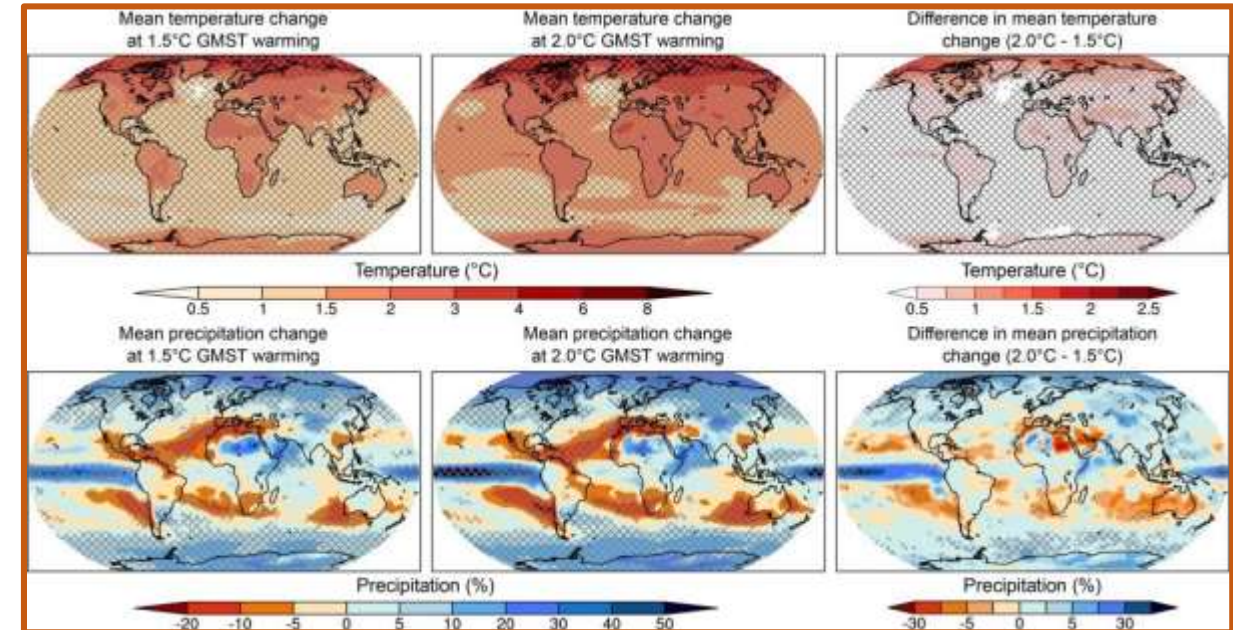 Mean temperature change
at 1.5°C GMST warming
Mean temperature change
at 2.0°C GMST warming
Difference in mean temperature
change (2.0°C - 1.5°C)
Temperature (°C)
0.5 1 1.5 2 3 4 6 8
Temperature (°C)
0.5 1 1.5 2 2.5
Mean precipitation change
at 1.5°C GMST warming
Mean precipitation change
at 2.0°C GMST warming
Difference in mean precipitation
change (2.0°C - 1.5°C)
Precipitation (%)
-20 -10 -5 0 5 10 20 30 40 50
Precipitation (%)
-30 -5 0 5 30